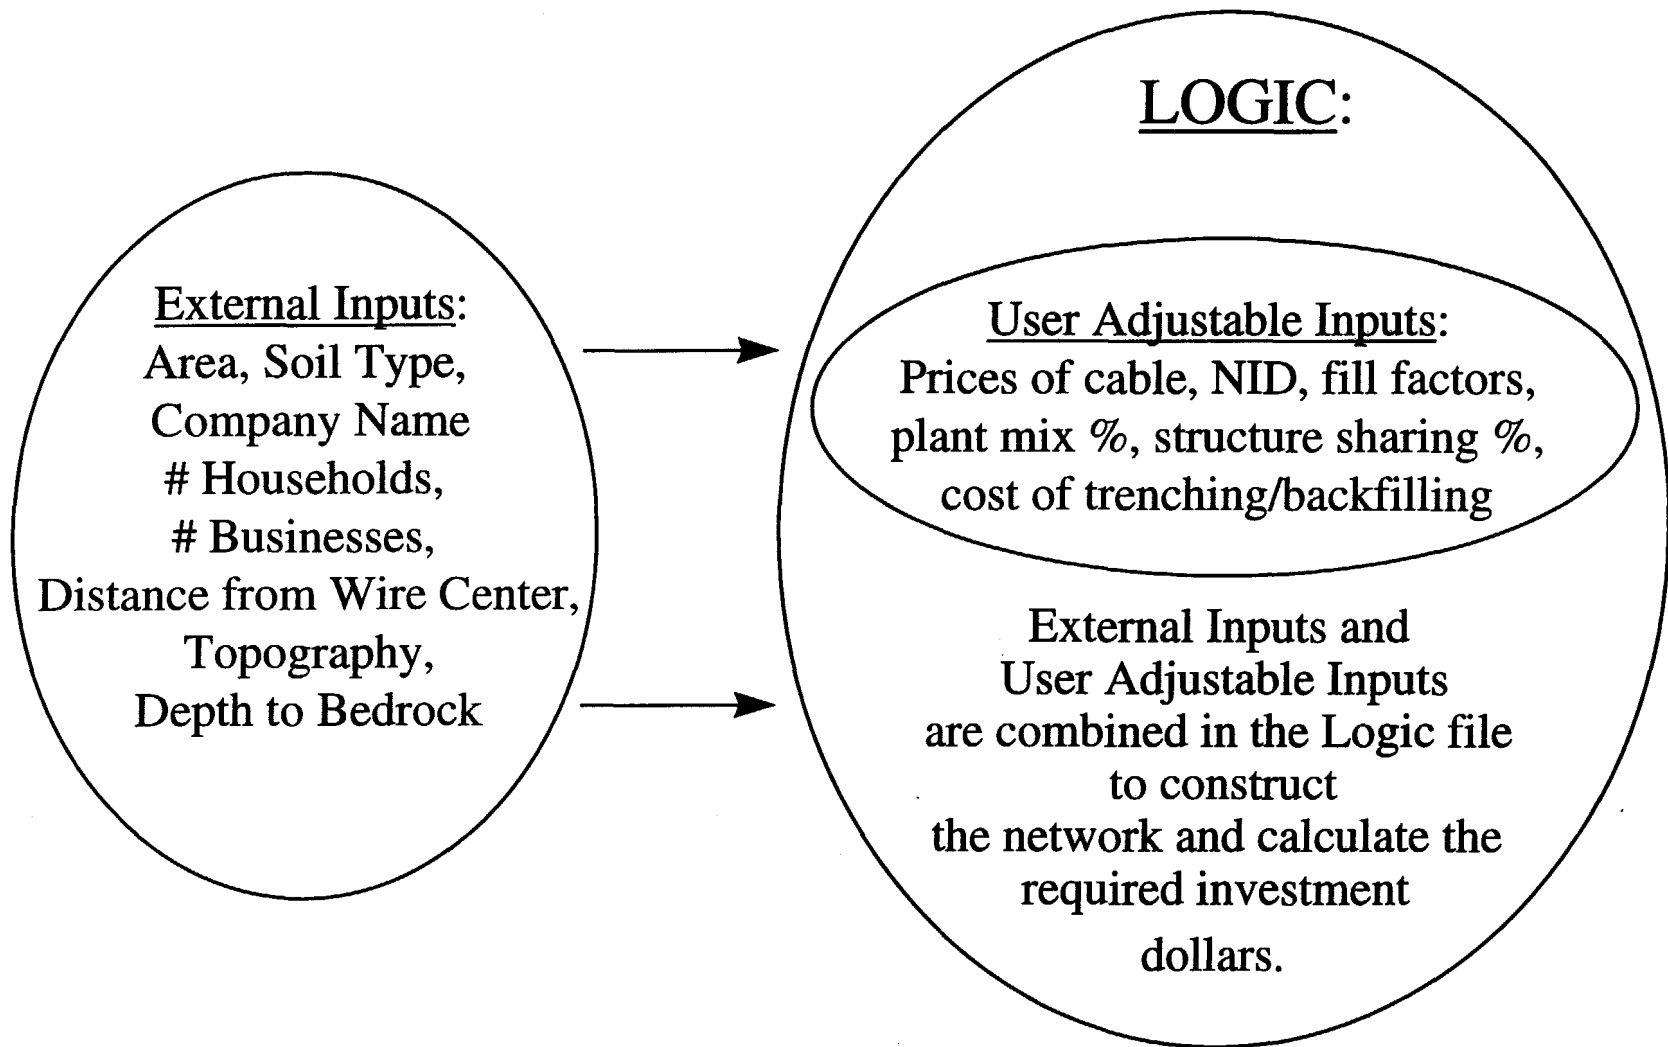 External Inputs:
Area, Soil Type,
Company Name
# Households,
# Businesses,
Distance from Wire Center,
Topography,
Depth to Bedrock
LOGIC:
User Adjustable Inputs:
Prices of cable, NID, fill factors,
plant mix %, structure sharing %,
cost of trenching/backfilling
External Inputs and
User Adjustable Inputs
are combined in the Logic file
to construct
the network and calculate the
required investment
dollars.